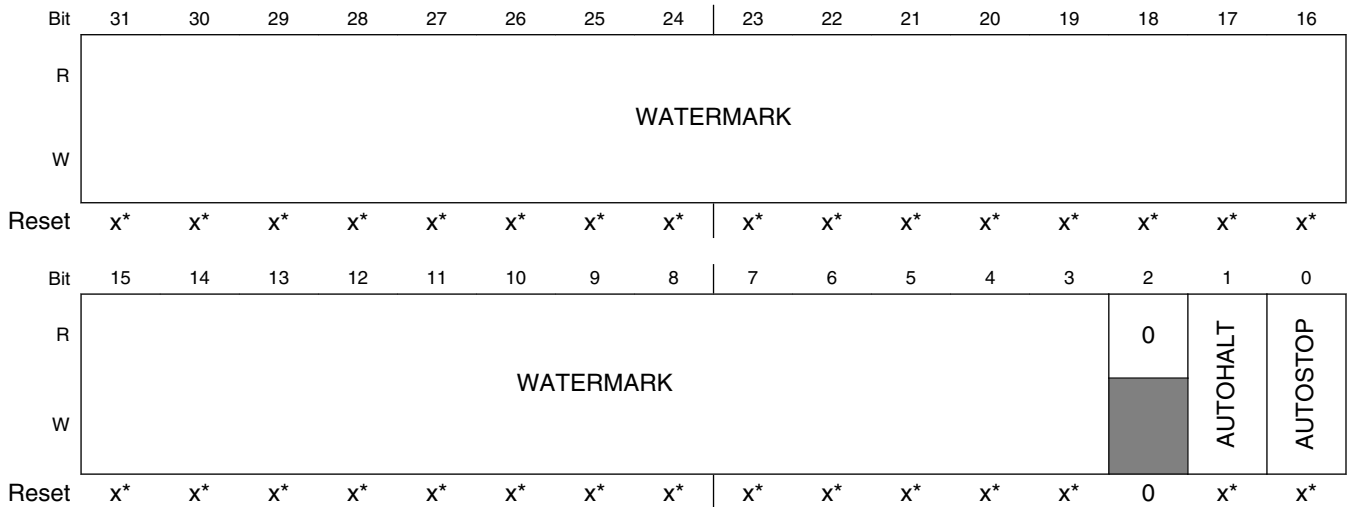 Bit 31 30 29 28 27 26 25 24 23 22 21 20 19 18 17 16
R
WATERMARK
W
Reset x* x* x* x* x* x* x* x* x* x* x* x* x* x* x* x*
Bit 15 14 13 12 11 10 9 8 7 6 5 4 3 2 1 0
R 0
WATERMARK AUTOHALT AUTOSTOP
W
Reset x* x* x* x* x* x* x* x* x* x* x* x* x* 0 x* x*